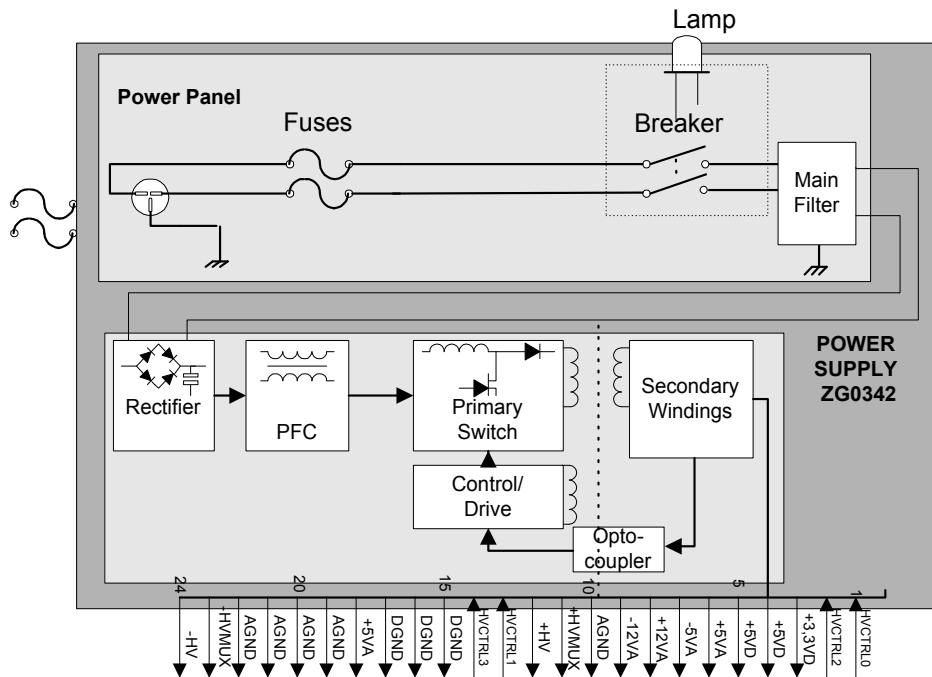 Lamp
Power Panel
Fuses
Breaker
Main
Filter
POWER
SUPPLY
ZG0342
Rectifier
PFC
Primary
Switch
Secondary
Windings
Control/
Drive
Opto-
coupler
24
20
15
10
5
1
-HV
-HVMUX
AGND
AGND
AGND
AGND
+5VA
DGND
DGND
DGND
HVCTRL3
HVCTRL1
+HV
+HVMUX
AGND
-12VA
+12VA
-5VA
+5VA
+5VD
+5VD
+3,3VD
HVCTRL2
HVCTRL0